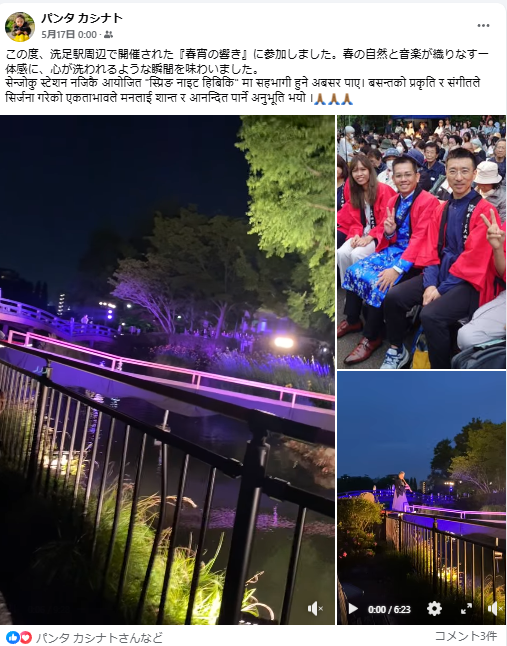 パンタ カシナト
5月17日 0:00
この度、洗足駅周辺で開催された『春宵の響き』に参加しました。春の自然と音楽が織りなす一
体感に、心が洗われるような瞬間を味わいました。
सेन्जोकु स्टेशन नजिकै आयोजित "स्प्रिङ नाइट हिबिकि" मा सहभागी हुने अबसर पाए। बसन्तको प्रकृति र संगीतले
सिर्जना गरेको एकताभावले मनलाई शान्त र आनन्दित पार्ने अनुभूति भयो ।🙏🏾🙏🏾🙏🏾
0:00 / 6:23
パンタ カシナトさんなど
コメント3件